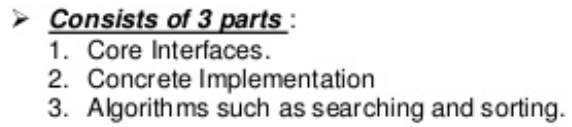 ➢ Consists of 3 parts :
1. Core Interfaces.
2. Concrete Implementation
3. Algorithms such as searching and sorting.